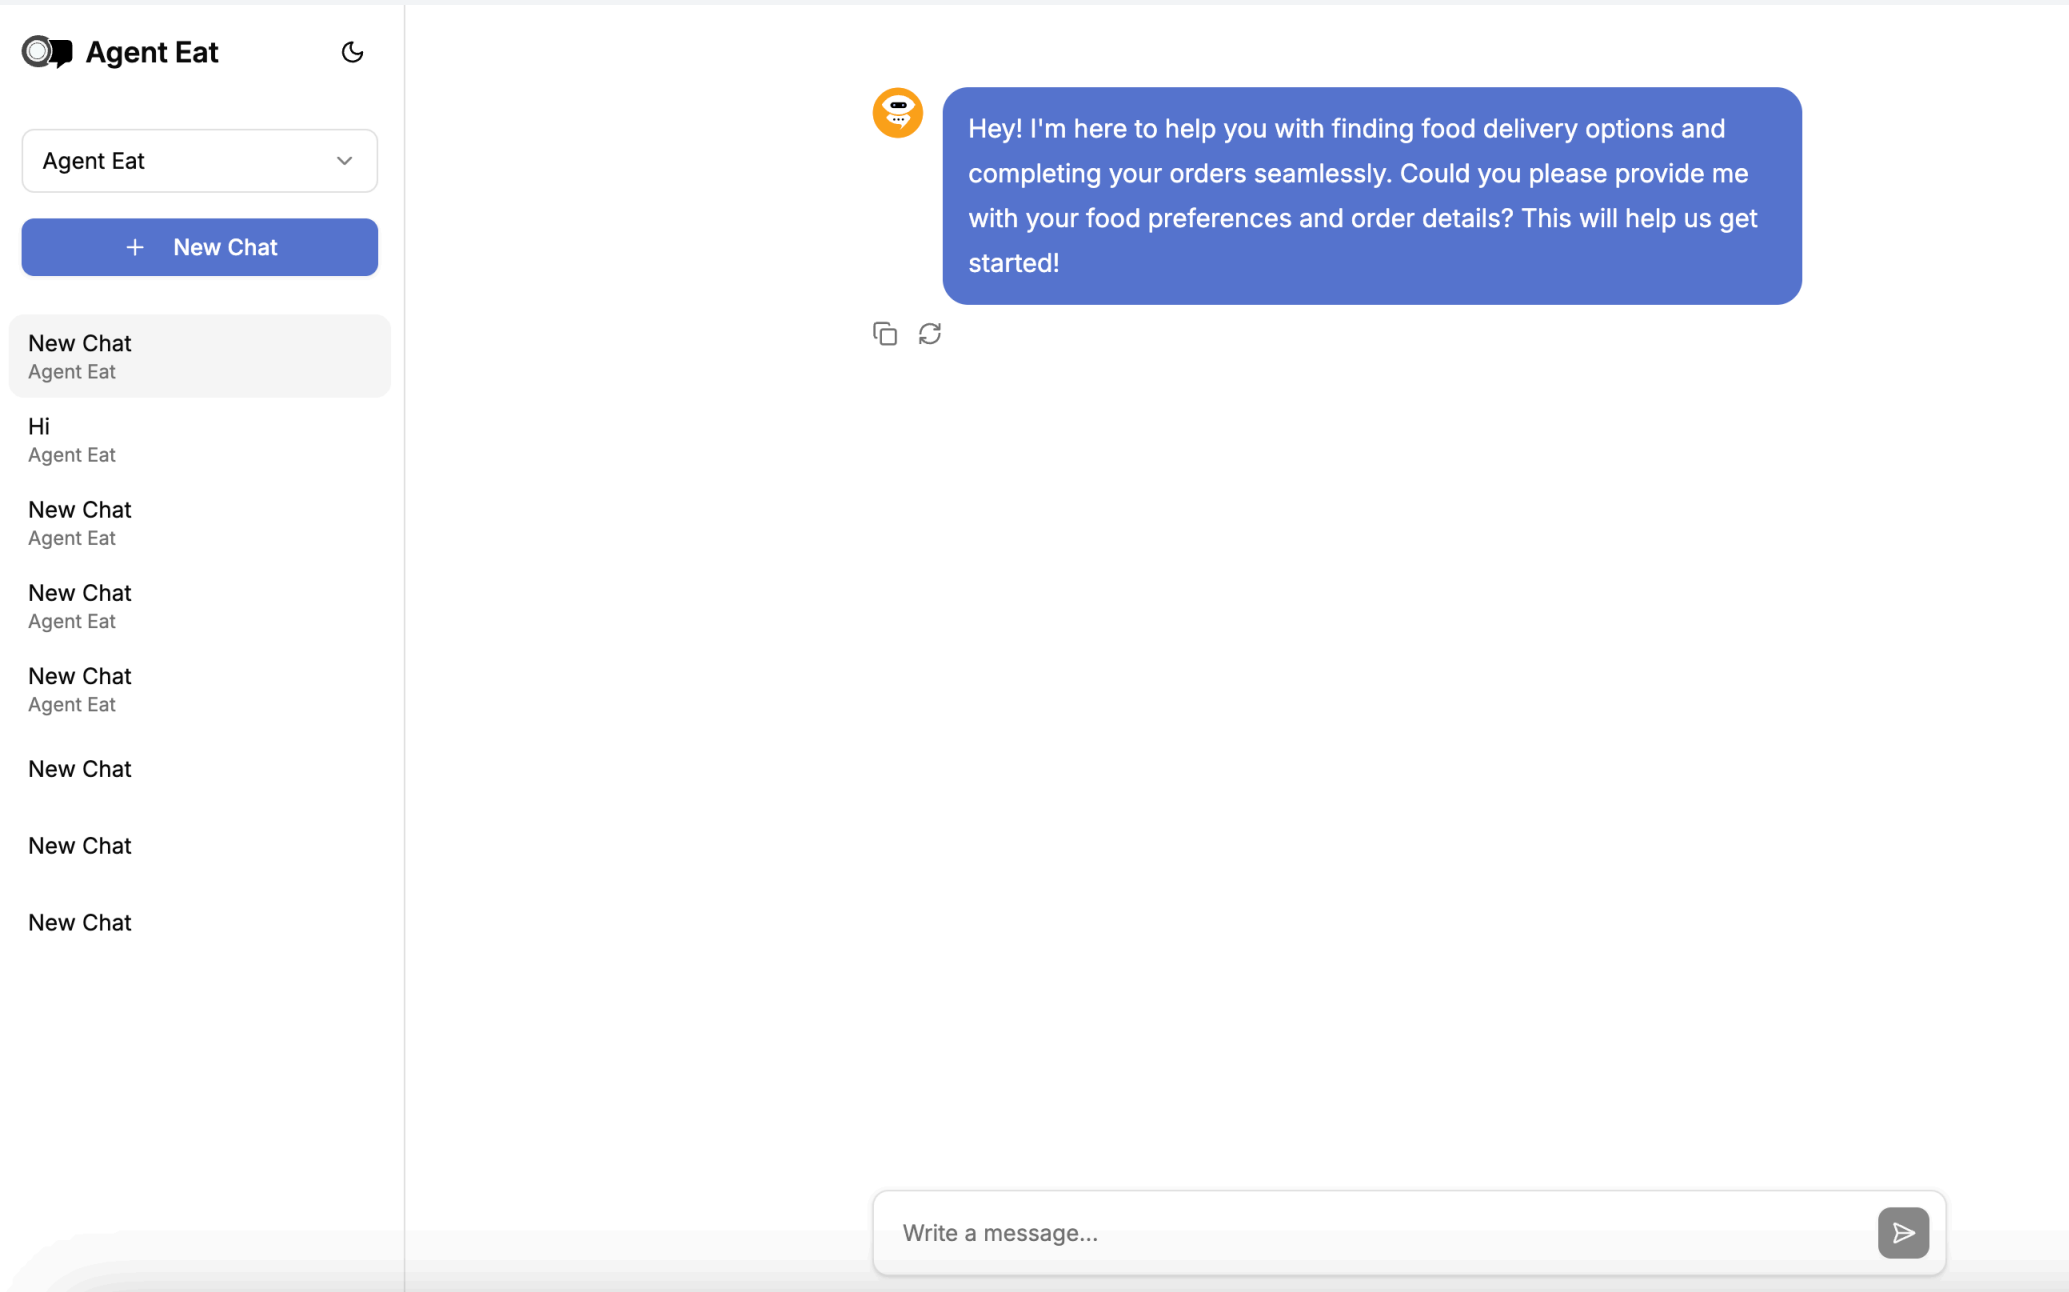 Agent Eat
Agent Eat
New Chat
New Chat
Agent Eat
Hi
Agent Eat
New Chat
Agent Eat
New Chat
Agent Eat
New Chat
Agent Eat
New Chat
New Chat
New Chat
Hey! I'm here to help you with finding food delivery options and
completing your orders seamlessly. Could you please provide me
with your food preferences and order details? This will help us get
started!
Write a message...